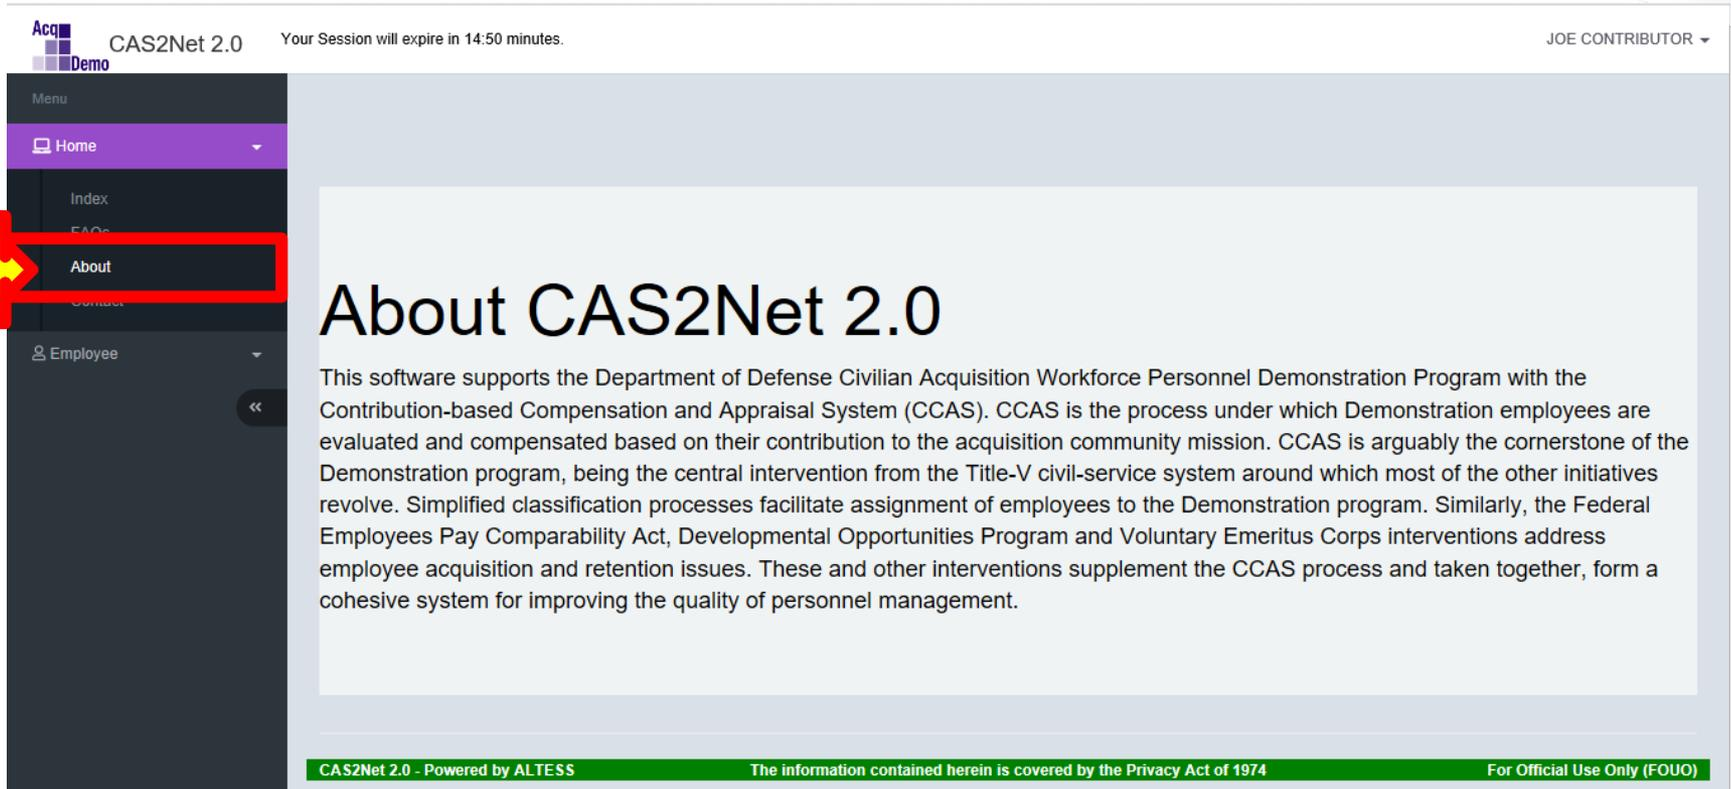 Acq
Demo
CAS2Net 2.0
Your Session will expire in 14:50 minutes.
JOE CONTRIBUTOR
Menu
Home
Index
FAQs
About
Contact
Employee
About CAS2Net 2.0
This software supports the Department of Defense Civilian Acquisition Workforce Personnel Demonstration Program with the
Contribution-based Compensation and Appraisal System (CCAS). CCAS is the process under which Demonstration employees are
evaluated and compensated based on their contribution to the acquisition community mission. CCAS is arguably the cornerstone of the
Demonstration program, being the central intervention from the Title-V civil-service system around which most of the other initiatives
revolve. Simplified classification processes facilitate assignment of employees to the Demonstration program. Similarly, the Federal
Employees Pay Comparability Act, Developmental Opportunities Program and Voluntary Emeritus Corps interventions address
employee acquisition and retention issues. These and other interventions supplement the CCAS process and taken together, form a
cohesive system for improving the quality of personnel management.
CAS2Net 2.0 - Powered by ALTESS
The information contained herein is covered by the Privacy Act of 1974
For Official Use Only (FOUO)